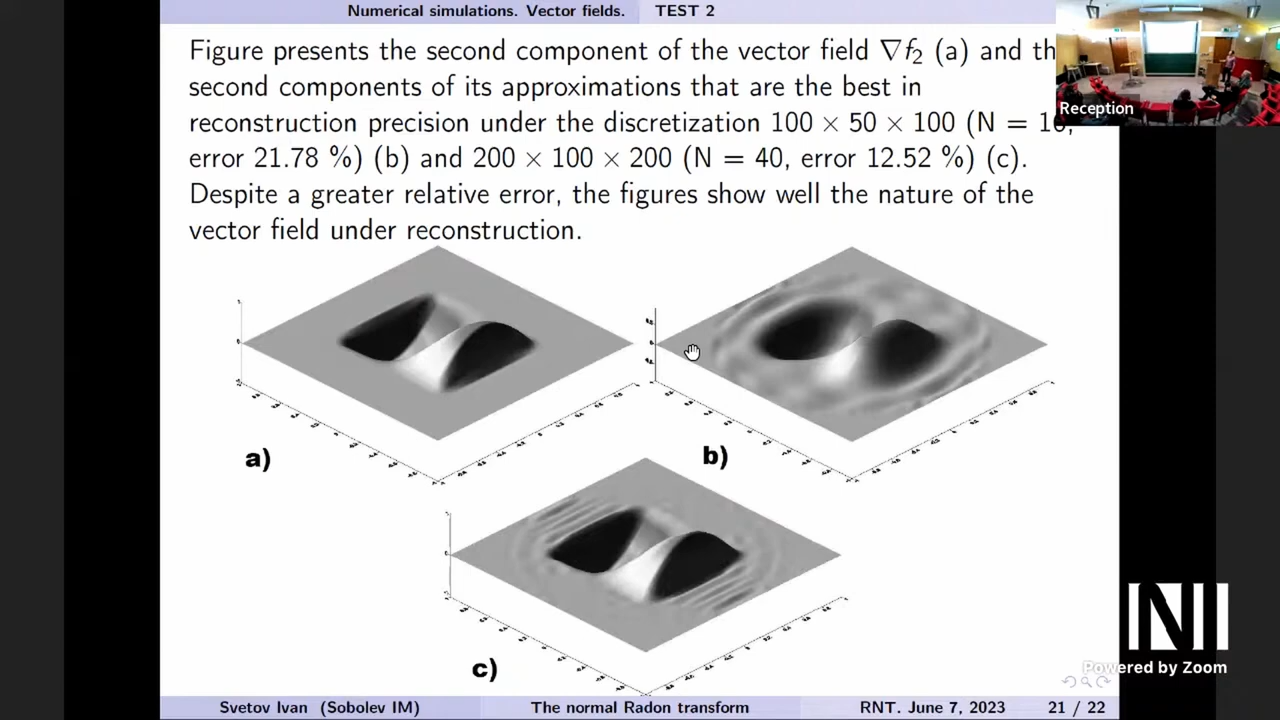 Numerical simulations. Vector fields. TEST 2
Figure presents the second component of the vector field ∇f₂ (a) and th
second components of its approximations that are the best in
reconstruction precision under the discretization 100 × 50 × 100 (N = 16,
error 21.78 %) (b) and 200 × 100 × 200 (N = 40, error 12.52 %) (c).
Despite a greater relative error, the figures show well the nature of the
vector field under reconstruction.
Reception
a)
b)
c)
NI
Powered by Zoom
Svetov Ivan (Sobolev IM) The normal Radon transform RNT. June 7, 2023 21 / 22